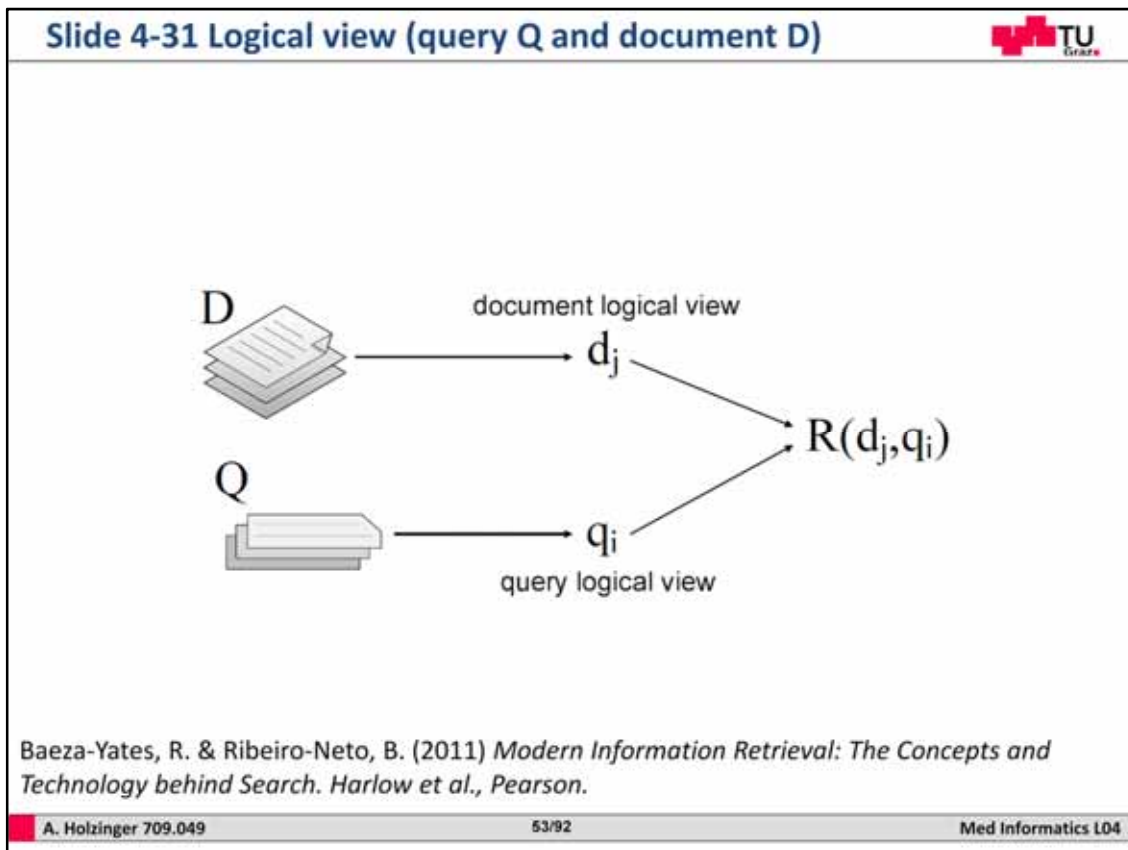 Slide 4-31 Logical view (query Q and document D)
TU
Graz
D
document logical view
dj
R(dj,qi)
Q
qi
query logical view
Baeza-Yates, R. & Ribeiro-Neto, B. (2011) Modern Information Retrieval: The Concepts and
Technology behind Search. Harlow et al., Pearson.
A. Holzinger 709.049
53/92
Med Informatics L04